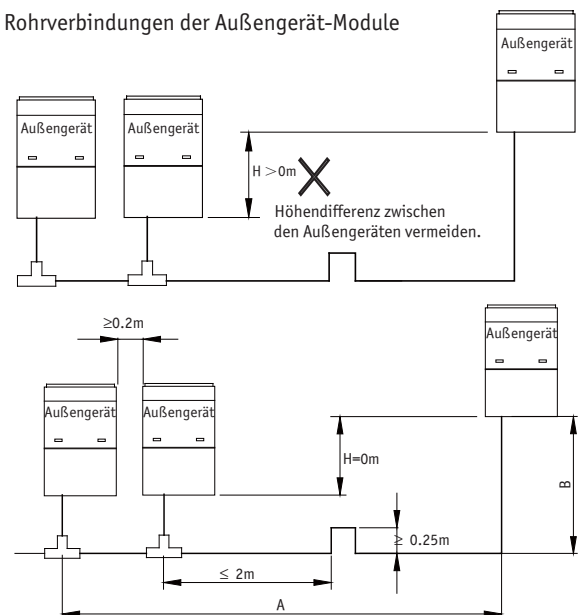 Rohrverbindungen der Außengerät-Module
Außengerät
Außengerät
Außengerät
H >0m
Höhendifferenz zwischen
den Außengeräten vermeiden.
≥0.2m
Außengerät
Außengerät
Außengerät
H=0m
B
≥ 0.25m
≤ 2m
A